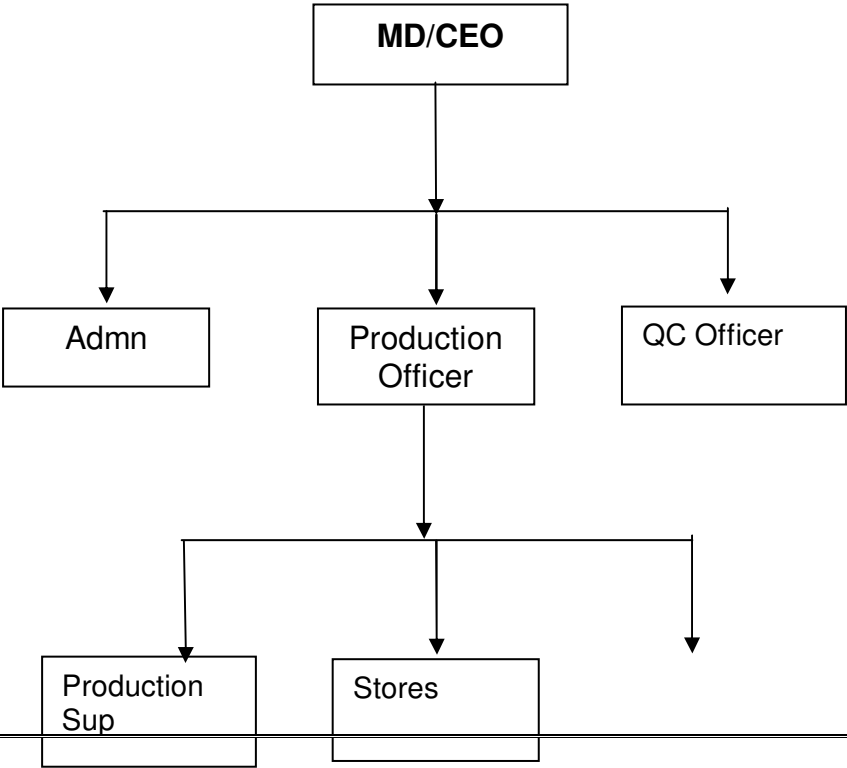 MD/CEO
Admn
Production
Officer
QC Officer
Production
Sup
Stores